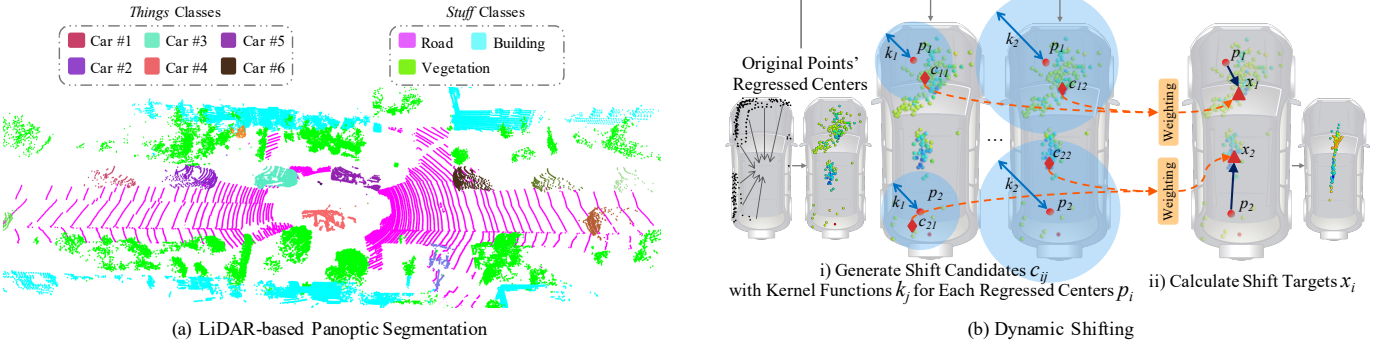 Things Classes
Car #1 Car #3 Car #5
Car #2 Car #4 Car #6
Stuff Classes
Road Building
Vegetation
(a) LiDAR-based Panoptic Segmentation
Original Points'
Regressed Centers
k1 p1 c11
k2 p1 c12
k1 p2 c21
...
c22 k2 p2
Weighting
Weighting
p1 x1
x2 p2
i) Generate Shift Candidates cij
with Kernel Functions kj for Each Regressed Centers pi
ii) Calculate Shift Targets xi
(b) Dynamic Shifting